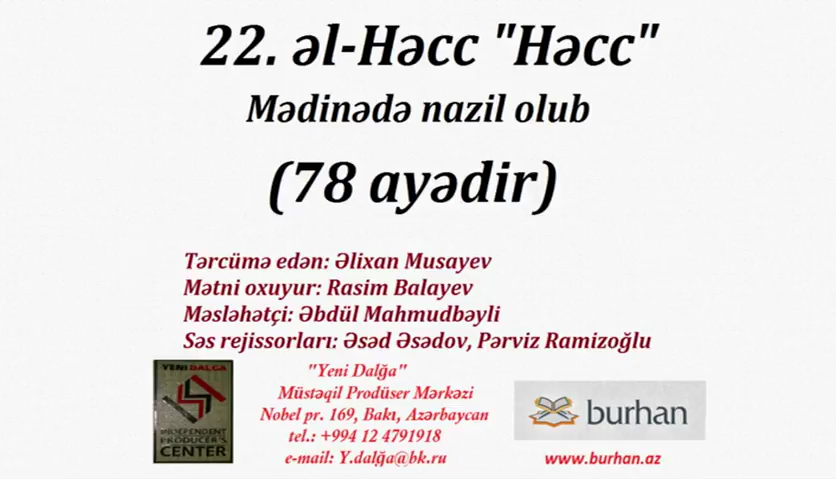 22. əl-Həcc "Həcc"
Mədinədə nazil olub
(78 ayədir)
Tərcümə edən: Əlixan Musayev
Mətni oxuyur: Rasim Balayev
Məsləhətçi: Əbdül Mahmudbəyli
Səs rejissorları: Əsəd Əsədov, Pərviz Ramizoğlu
YENI DALĞA
INDEPENDENT
PRODUCER'S
CENTER
"Yeni Dalğa"
Müstəqil Prodüser Mərkəzi
Nobel pr. 169, Bakı, Azərbaycan
tel.: +994 12 4791918
e-mail: Y.dalğa@bk.ru
burhan
www.burhan.az